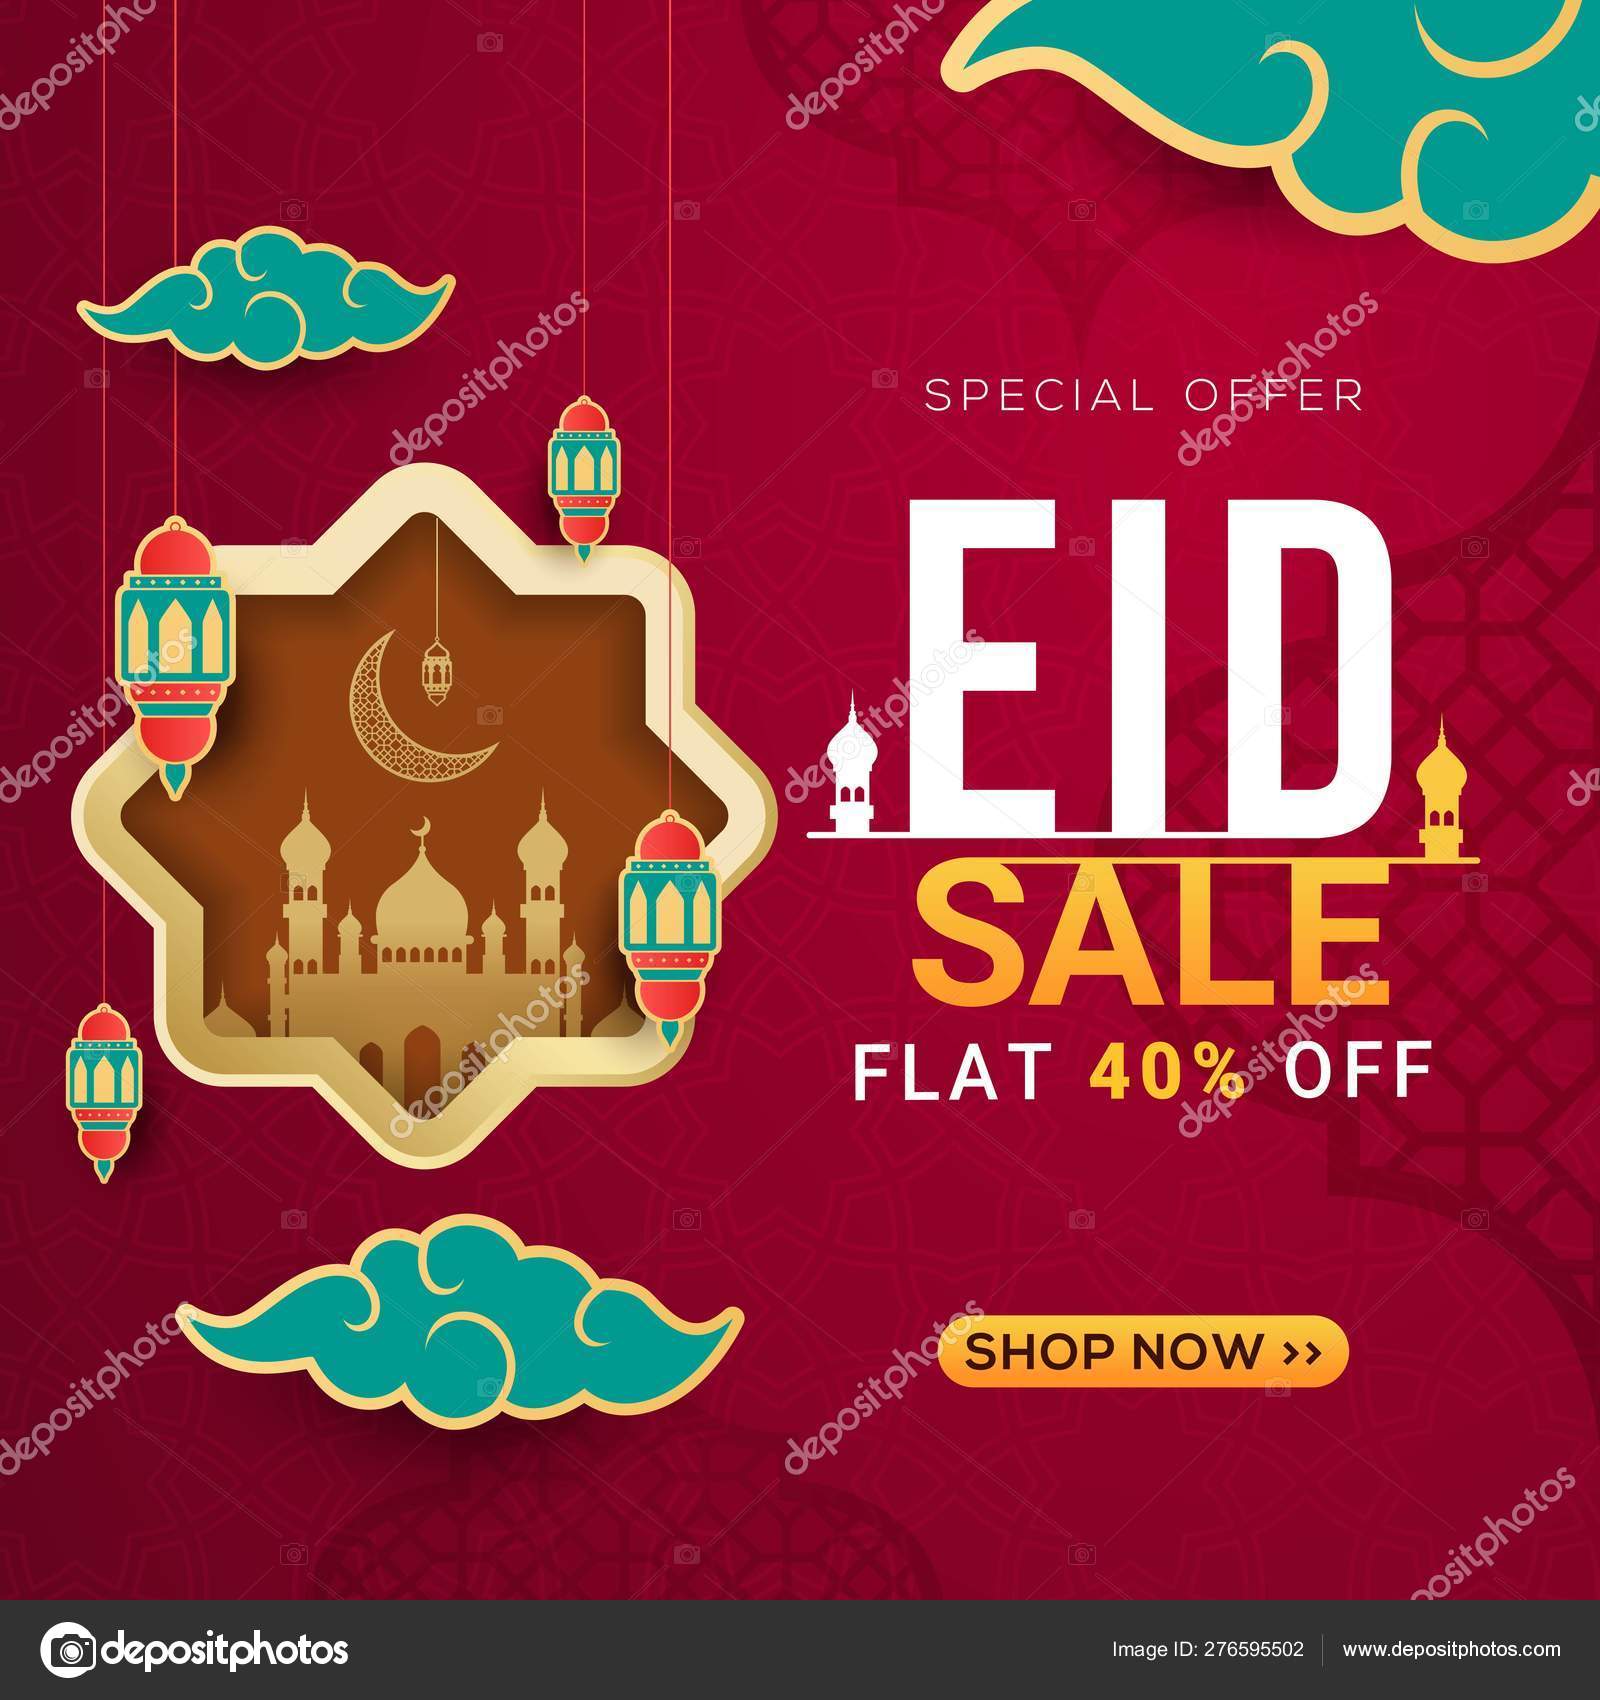 SPECIAL OFFER
EID
SALE
FLAT 40% OFF
SHOP NOW >>
depositphotos
Image ID: 276595502
www.depositphotos.com